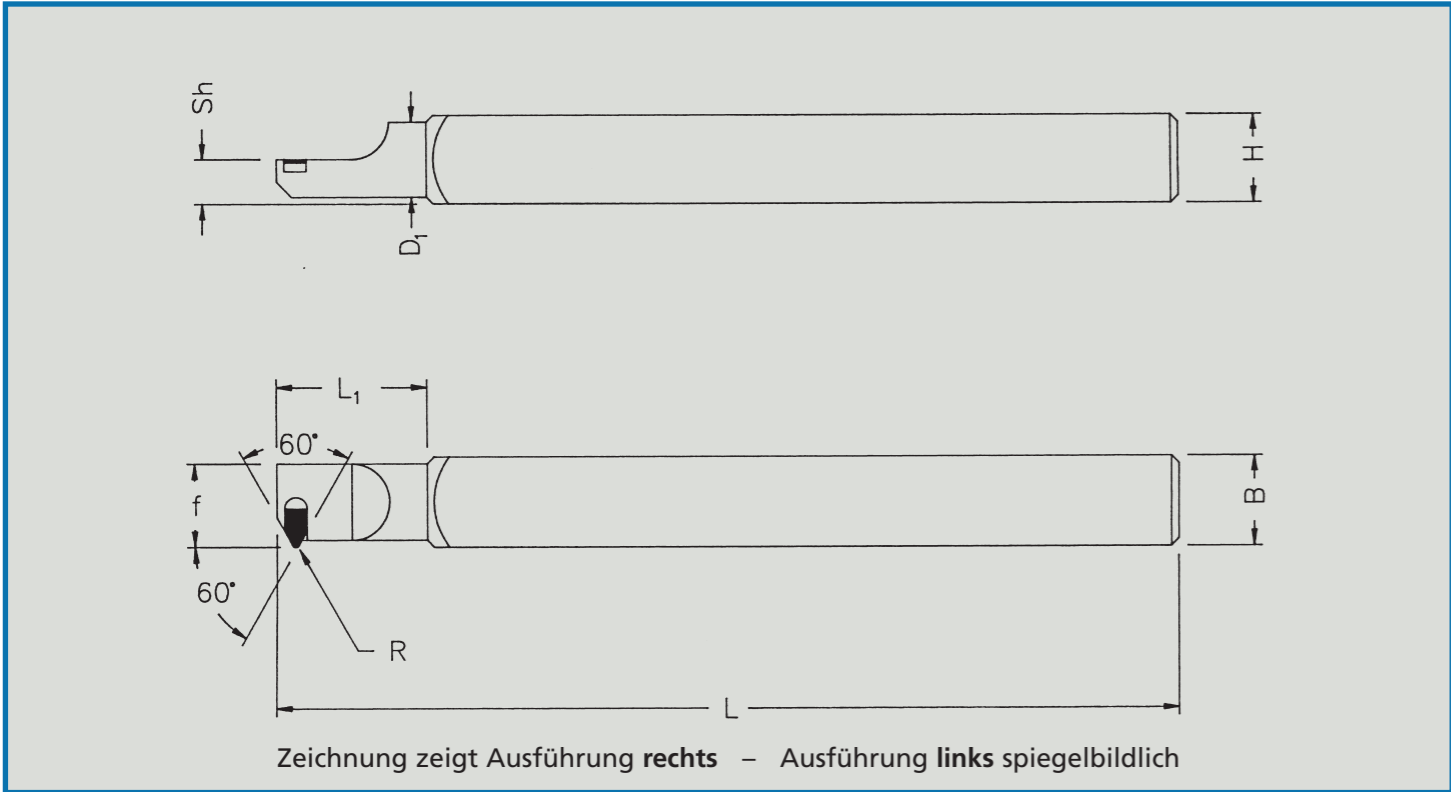 Sh
H
D₁
L₁
60°
f
B
60°
R
L
Zeichnung zeigt Ausführung rechts – Ausführung links spiegelbildlich